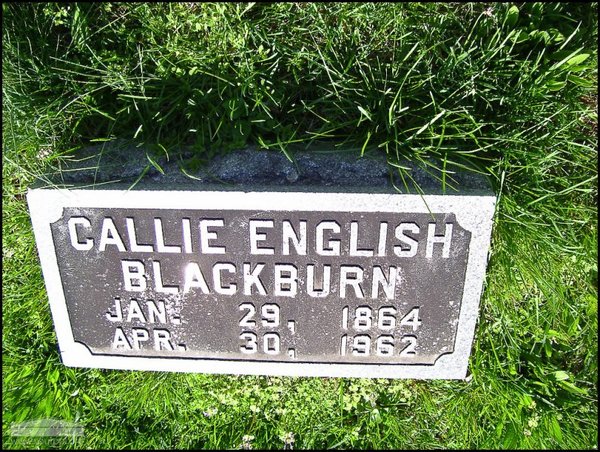 CALLIE ENGLISH
BLACKBURN
JAN. 29, 1864
APR. 30, 1962